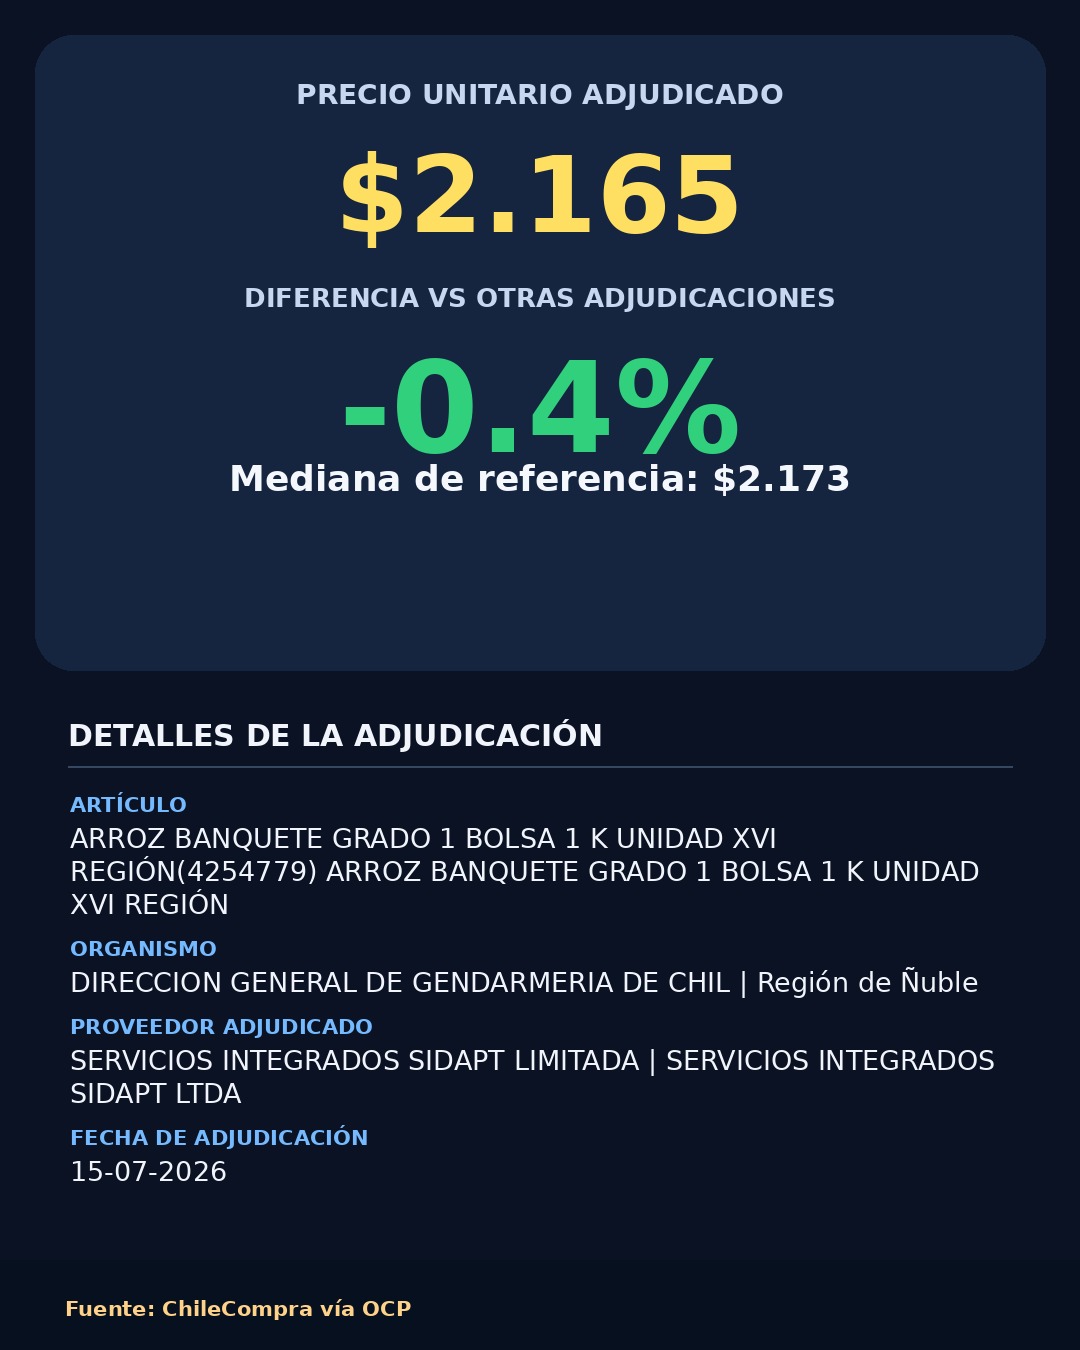 PRECIO UNITARIO ADJUDICADO
$2.165
DIFERENCIA VS OTRAS ADJUDICACIONES
-0.4%
Mediana de referencia: $2.173
DETALLES DE LA ADJUDICACIÓN
ARTÍCULO
ARROZ BANQUETE GRADO 1 BOLSA 1 K UNIDAD XVI
REGIÓN(4254779) ARROZ BANQUETE GRADO 1 BOLSA 1 K UNIDAD
XVI REGIÓN
ORGANISMO
DIRECCION GENERAL DE GENDARMERIA DE CHIL | Región de Ñuble
PROVEEDOR ADJUDICADO
SERVICIOS INTEGRADOS SIDAPT LIMITADA | SERVICIOS INTEGRADOS
SIDAPT LTDA
FECHA DE ADJUDICACIÓN
15-07-2026
Fuente: ChileCompra vía OCP